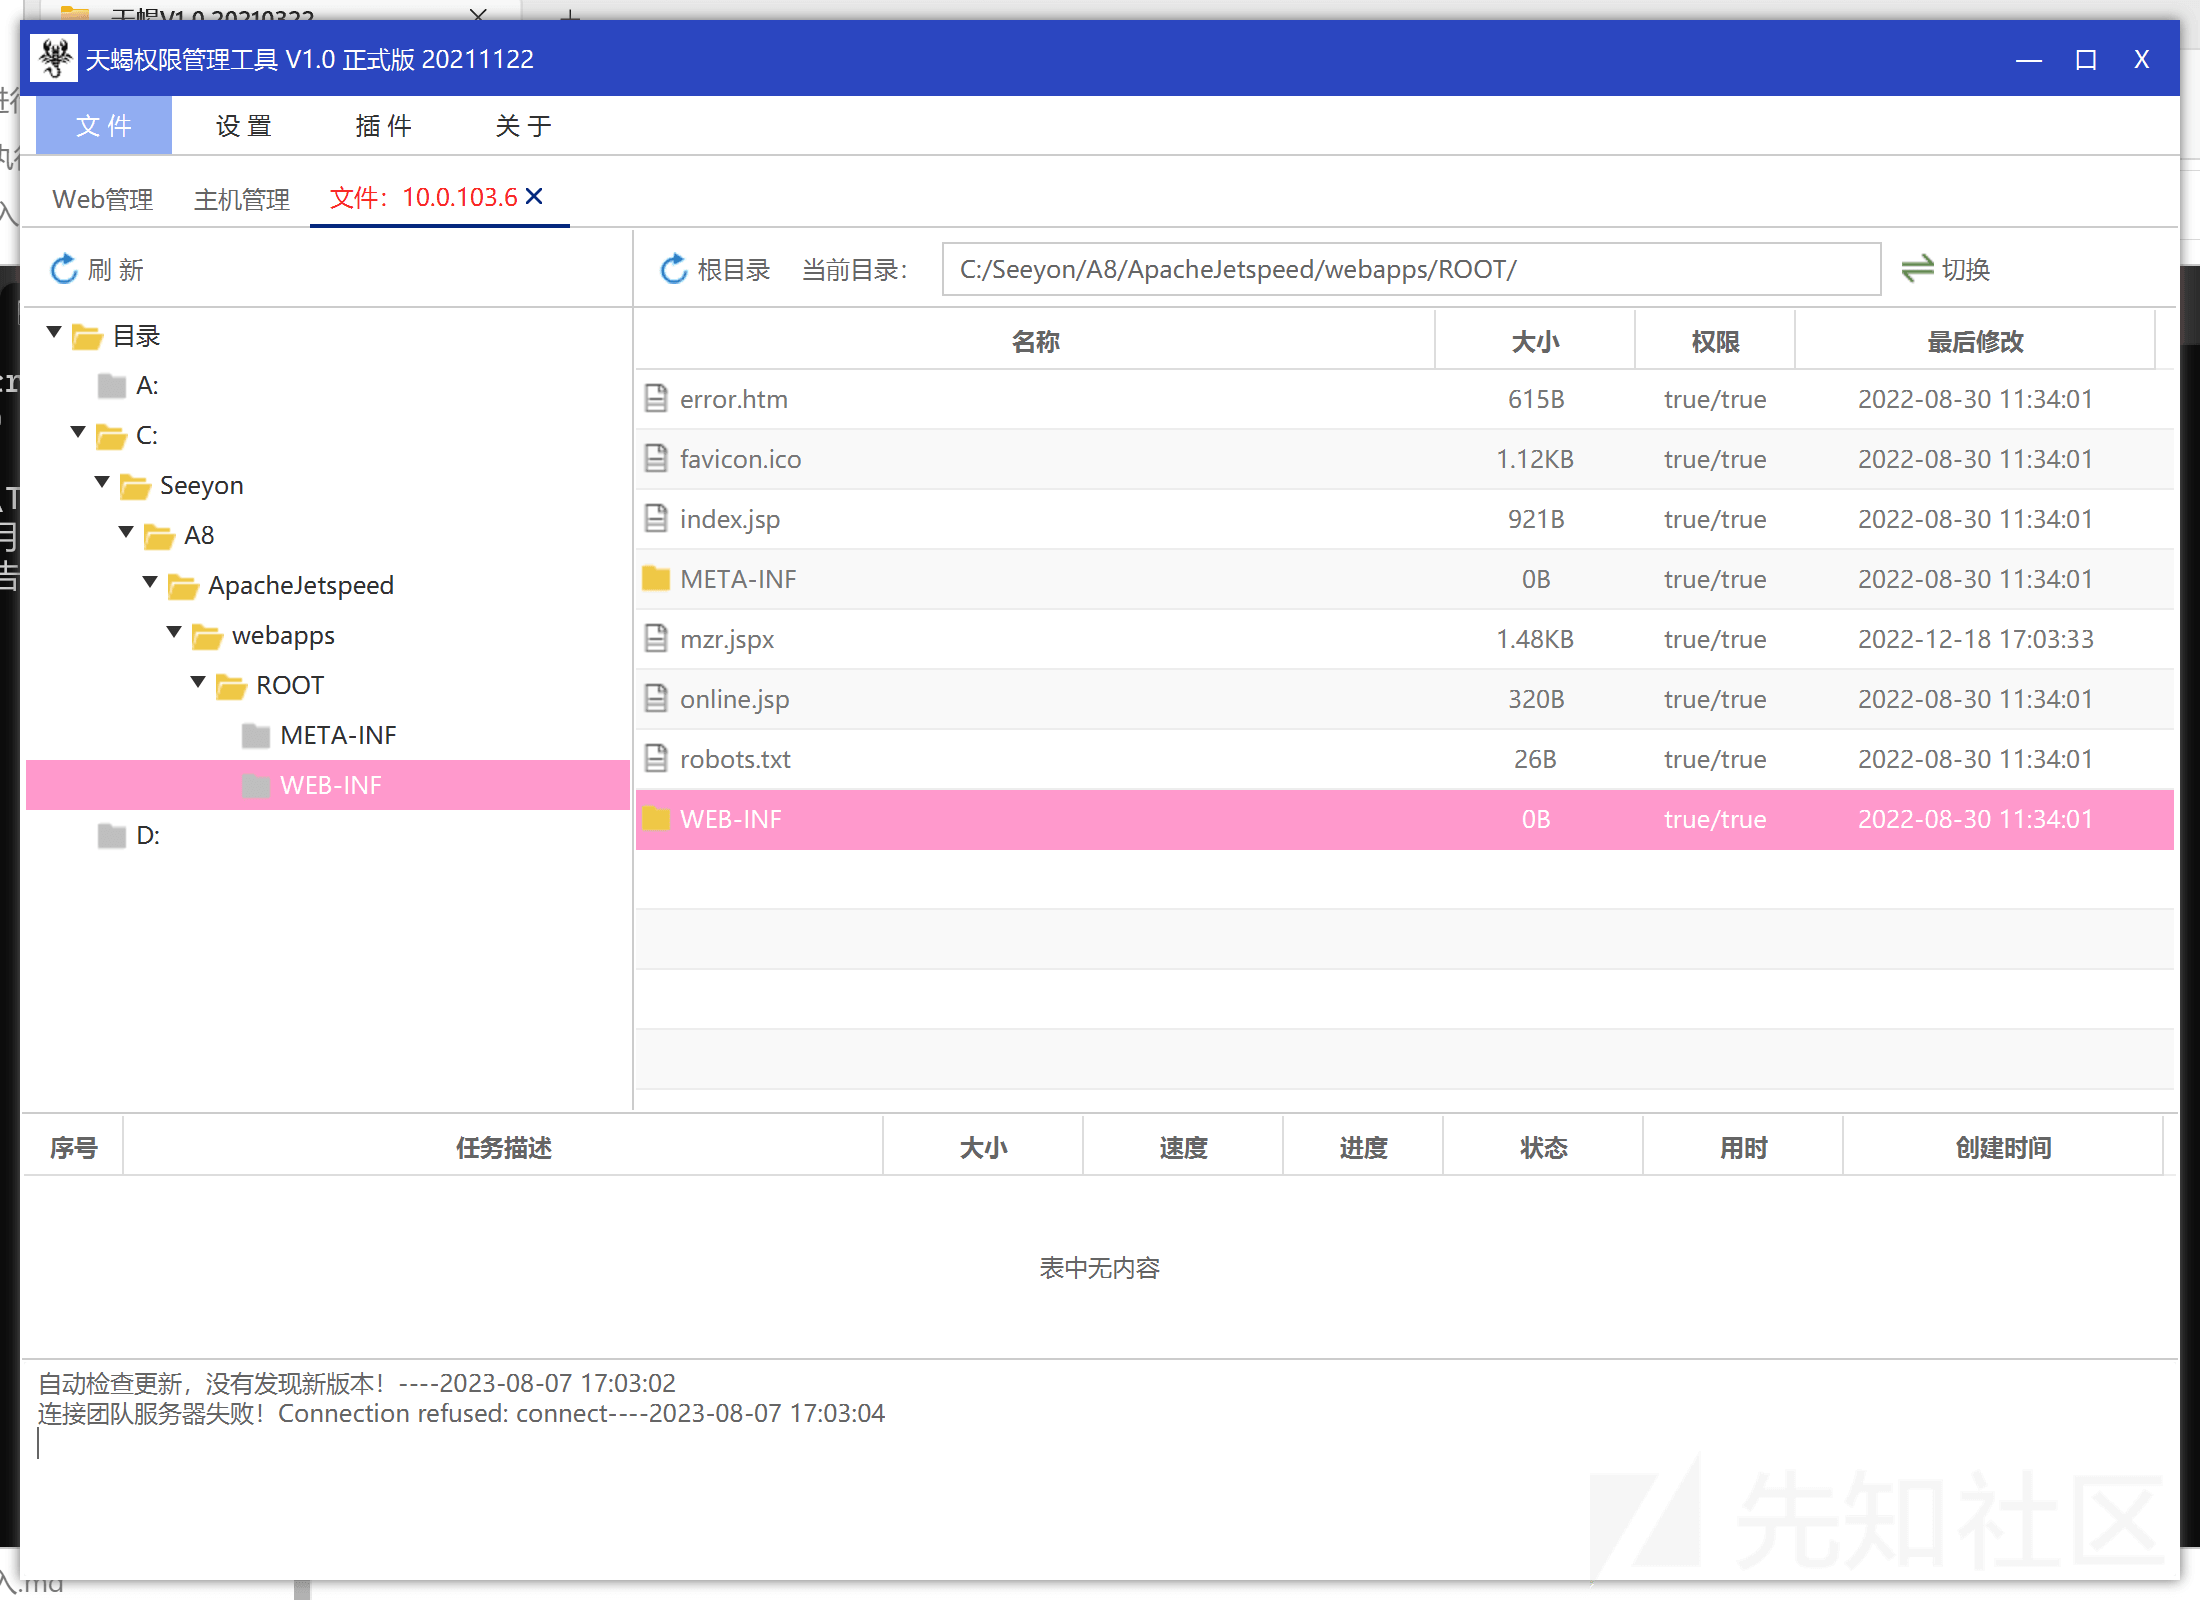 天蝎V1.0 20210322
天蝎权限管理工具 V1.0 正式版 20211122
— 口 X
文 件 设 置 插 件 关 于
Web管理 主机管理 文件：10.0.103.6
刷 新
根目录 当前目录： C:/Seeyon/A8/ApacheJetspeed/webapps/ROOT/ 切换
目录
A:
C:
Seeyon
A8
ApacheJetspeed
webapps
ROOT
META-INF
WEB-INF
D:
名称 大小 权限 最后修改
error.htm 615B true/true 2022-08-30 11:34:01
favicon.ico 1.12KB true/true 2022-08-30 11:34:01
index.jsp 921B true/true 2022-08-30 11:34:01
META-INF 0B true/true 2022-08-30 11:34:01
mzr.jspx 1.48KB true/true 2022-12-18 17:03:33
online.jsp 320B true/true 2022-08-30 11:34:01
robots.txt 26B true/true 2022-08-30 11:34:01
WEB-INF 0B true/true 2022-08-30 11:34:01
序号 任务描述 大小 速度 进度 状态 用时 创建时间
表中无内容
自动检查更新，没有发现新版本！----2023-08-07 17:03:02
连接团队服务器失败！Connection refused: connect----2023-08-07 17:03:04
先知社区
入.md